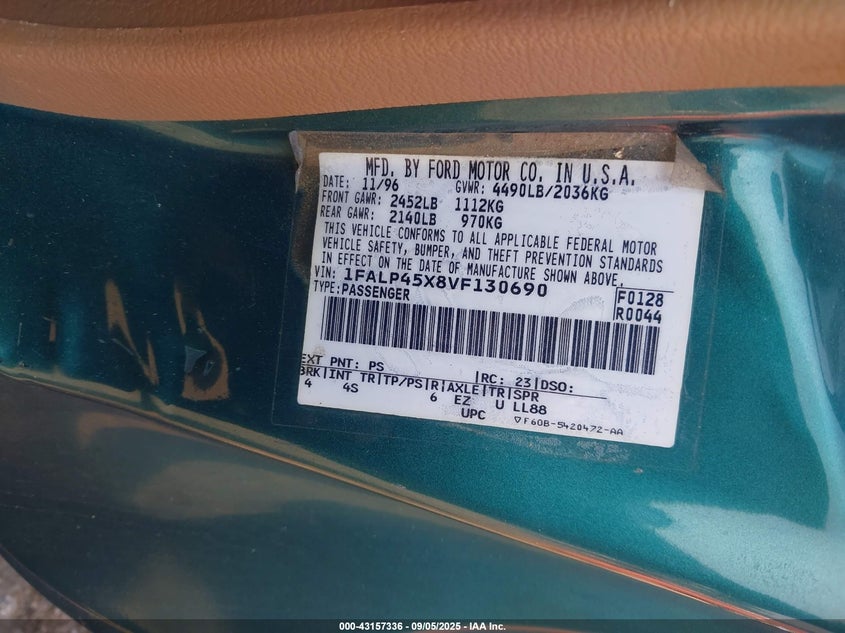 MFD. BY FORD MOTOR CO. IN U.S.A.
DATE: 11/96 GVWR: 4490LB/2036KG
FRONT GAWR: 2452LB 1112KG
REAR GAWR: 2140LB 970KG
THIS VEHICLE CONFORMS TO ALL APPLICABLE FEDERAL MOTOR
VEHICLE SAFETY, BUMPER, AND THEFT PREVENTION STANDARDS
IN EFFECT ON THE DATE OF MANUFACTURE SHOWN ABOVE.
VIN: 1FALP45X8VF130690
TYPE: PASSENGER
F0128
R0044
EXT PNT: PS RC: 23 DSO:
BRK INT TR TP/PS R AXLE TR SPR
4 4S 6 EZ U LL88
UPC ▽F60B-5420472-AA
000-43157336 - 09/05/2025 - IAA Inc.